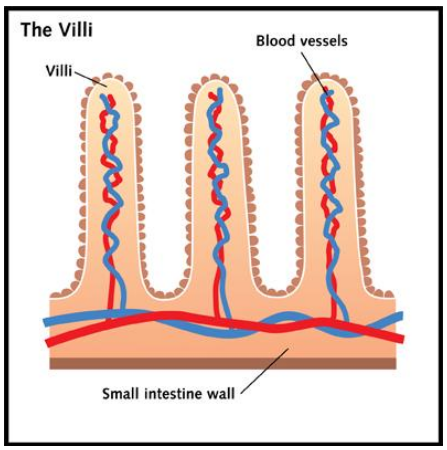 The Villi
Blood vessels
Villi
Small intestine wall